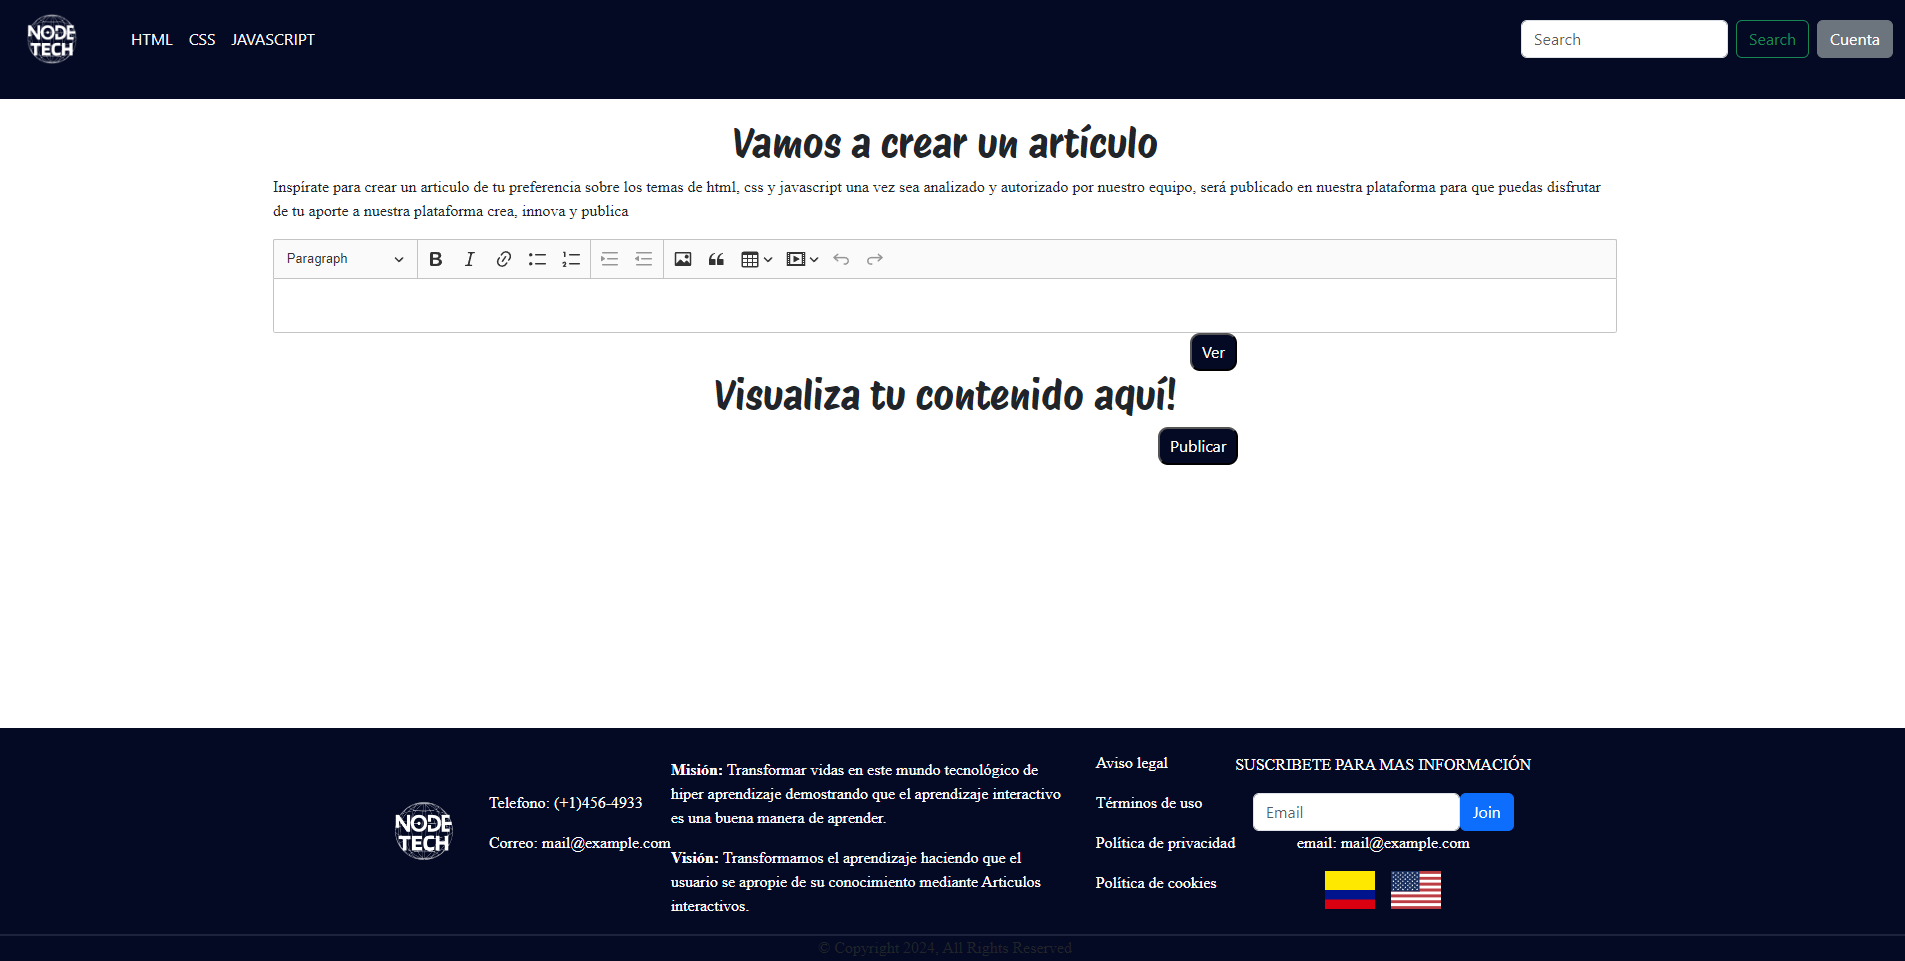 NODE
TECH
HTML CSS JAVASCRIPT
Search
Search
Cuenta
Vamos a crear un artículo
Inspírate para crear un articulo de tu preferencia sobre los temas de html, css y javascript una vez sea analizado y autorizado por nuestro equipo, será publicado en nuestra plataforma para que puedas disfrutar
de tu aporte a nuestra plataforma crea, innova y publica
Paragraph
Ver
Visualiza tu contenido aquí!
Publicar
NODE
TECH
Telefono: (+1)456-4933
Correo: mail@example.com
Misión: Transformar vidas en este mundo tecnológico de
hiper aprendizaje demostrando que el aprendizaje interactivo
es una buena manera de aprender.
Visión: Transformamos el aprendizaje haciendo que el
usuario se apropie de su conocimiento mediante Articulos
interactivos.
Aviso legal
Términos de uso
Política de privacidad
Política de cookies
SUSCRIBETE PARA MAS INFORMACIÓN
Email
Join
email: mail@example.com
© Copyright 2024, All Rights Reserved